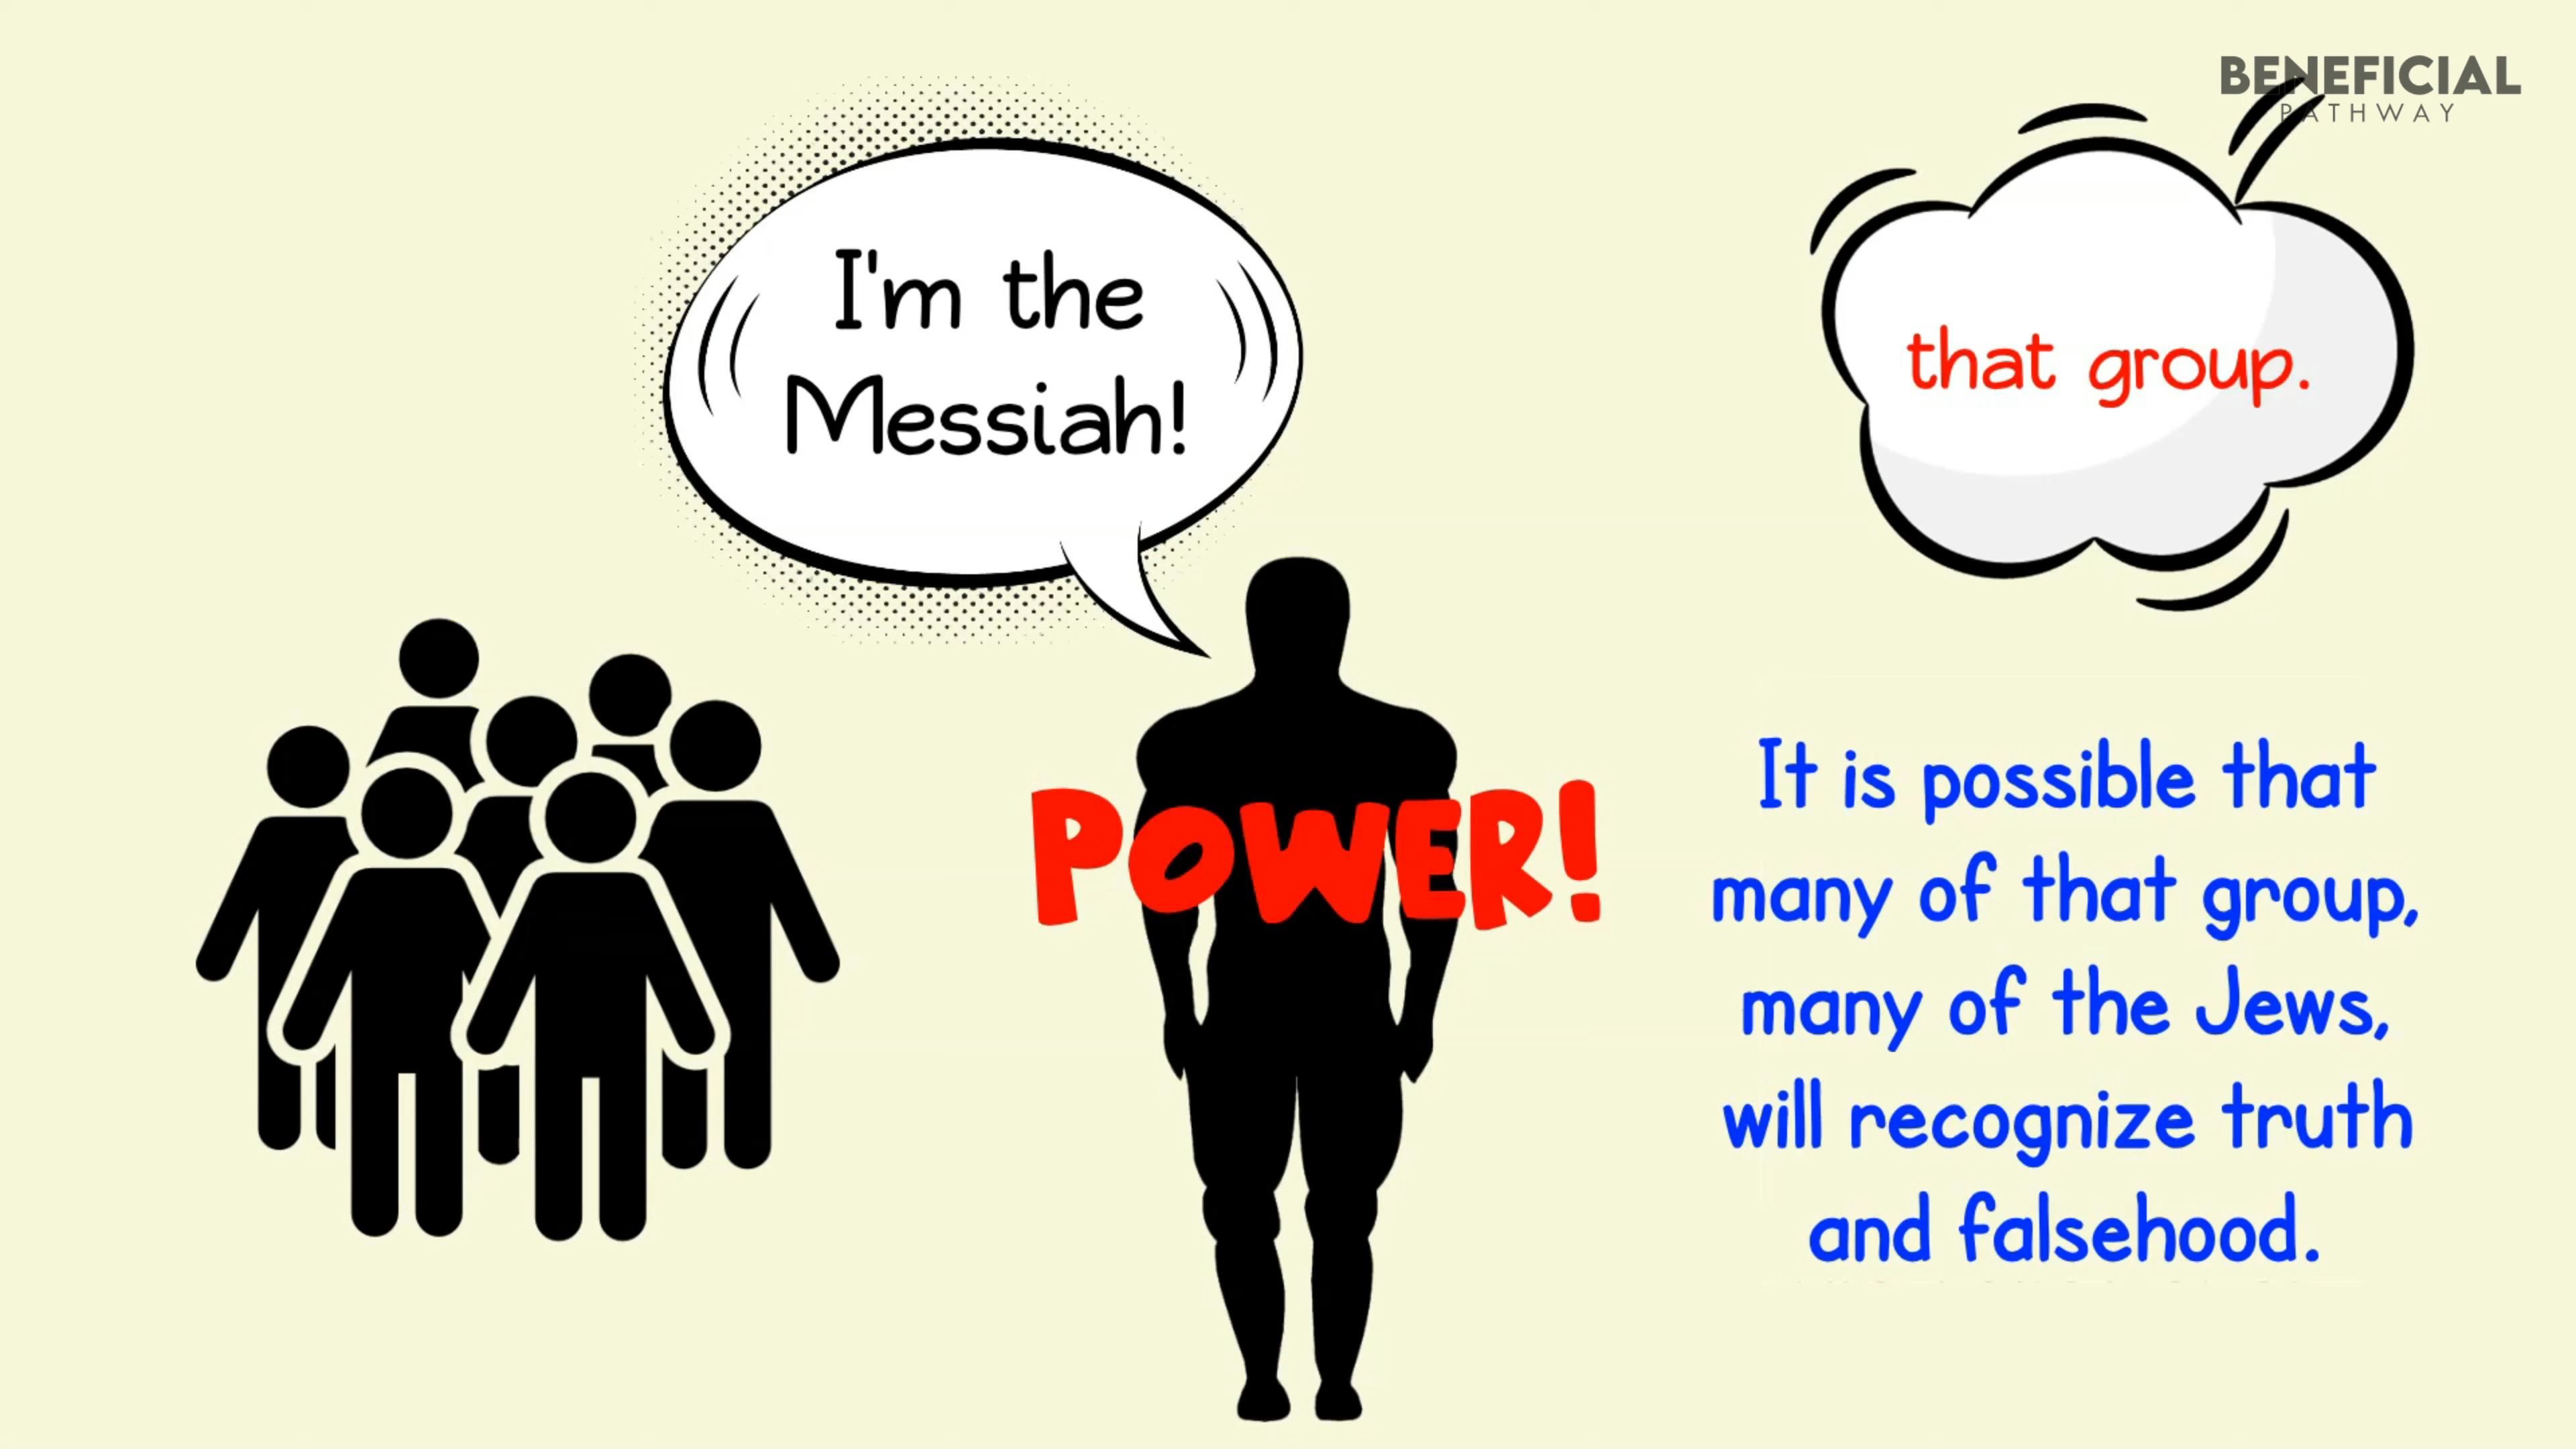 BENEFICIAL
PATHWAY
I'm the
Messiah!
that group.
POWER!
It is possible that
many of that group,
many of the Jews,
will recognize truth
and falsehood.